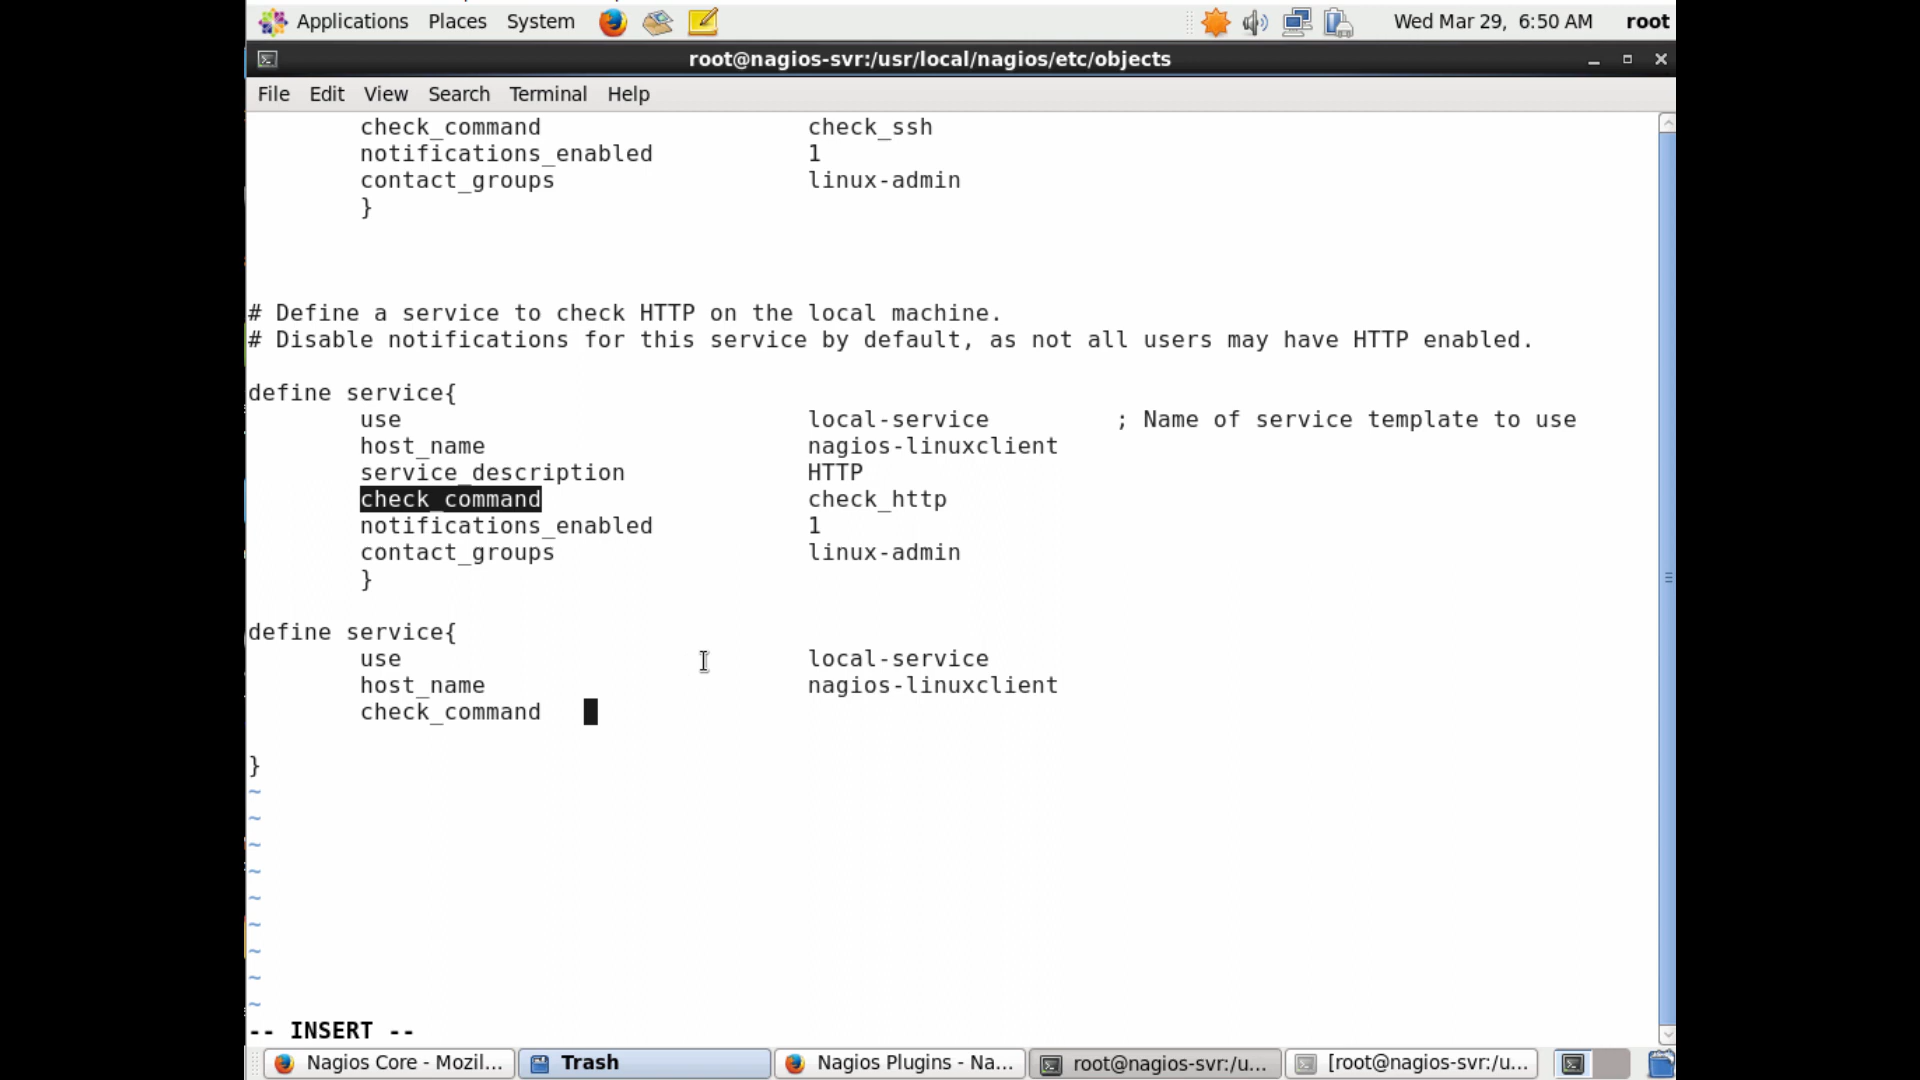 Applications Places System Wed Mar 29, 6:50 AM root
root@nagios-svr:/usr/local/nagios/etc/objects
File Edit View Search Terminal Help
check_command check_ssh
notifications_enabled 1
contact_groups linux-admin
}
# Define a service to check HTTP on the local machine.
# Disable notifications for this service by default, as not all users may have HTTP enabled.
define service{
use local-service ; Name of service template to use
host_name nagios-linuxclient
service_description HTTP
check_command check_http
notifications_enabled 1
contact_groups linux-admin
}
define service{
use local-service
host_name nagios-linuxclient
check_command
}
~
~
~
~
~
~
~
~
~
-- INSERT --
Nagios Core - Mozil... Trash Nagios Plugins - Na... root@nagios-svr:/u... [root@nagios-svr:/u...